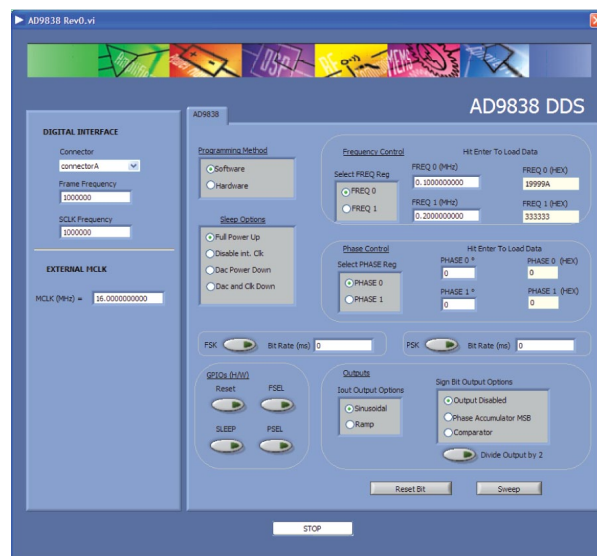 AD9838 Rev0.vi
DSP
RF
AD9838 DDS
AD9838
DIGITAL INTERFACE
Connector
connectorA
Frame Frequency
1000000
SCLK Frequency
1000000
EXTERNAL MCLK
MCLK (MHz) = 16.0000000000
Programming Method
Software
Hardware
Sleep Options
Full Power Up
Disable int. Clk
Dac Power Down
Dac and Clk Down
Frequency Control
Hit Enter To Load Data
Select FREQ Reg
FREQ 0
FREQ 1
FREQ 0 (MHz)
0.1000000000
FREQ 0 (HEX)
19999A
FREQ 1 (MHz)
0.2000000000
FREQ 1 (HEX)
333333
Phase Control
Hit Enter To Load Data
Select PHASE Reg
PHASE 0
PHASE 1
PHASE 0 °
0
PHASE 0 (HEX)
0
PHASE 1 °
0
PHASE 1 (HEX)
0
FSK Bit Rate (ms) 0
PSK Bit Rate (ms) 0
GPIOs (H/W)
Reset FSEL
SLEEP PSEL
Outputs
Iout Output Options
Sinusoidal
Ramp
Sign Bit Output Options
Output Disabled
Phase Accumulator MSB
Comparator
Divide Output by 2
Reset Bit
Sweep
STOP